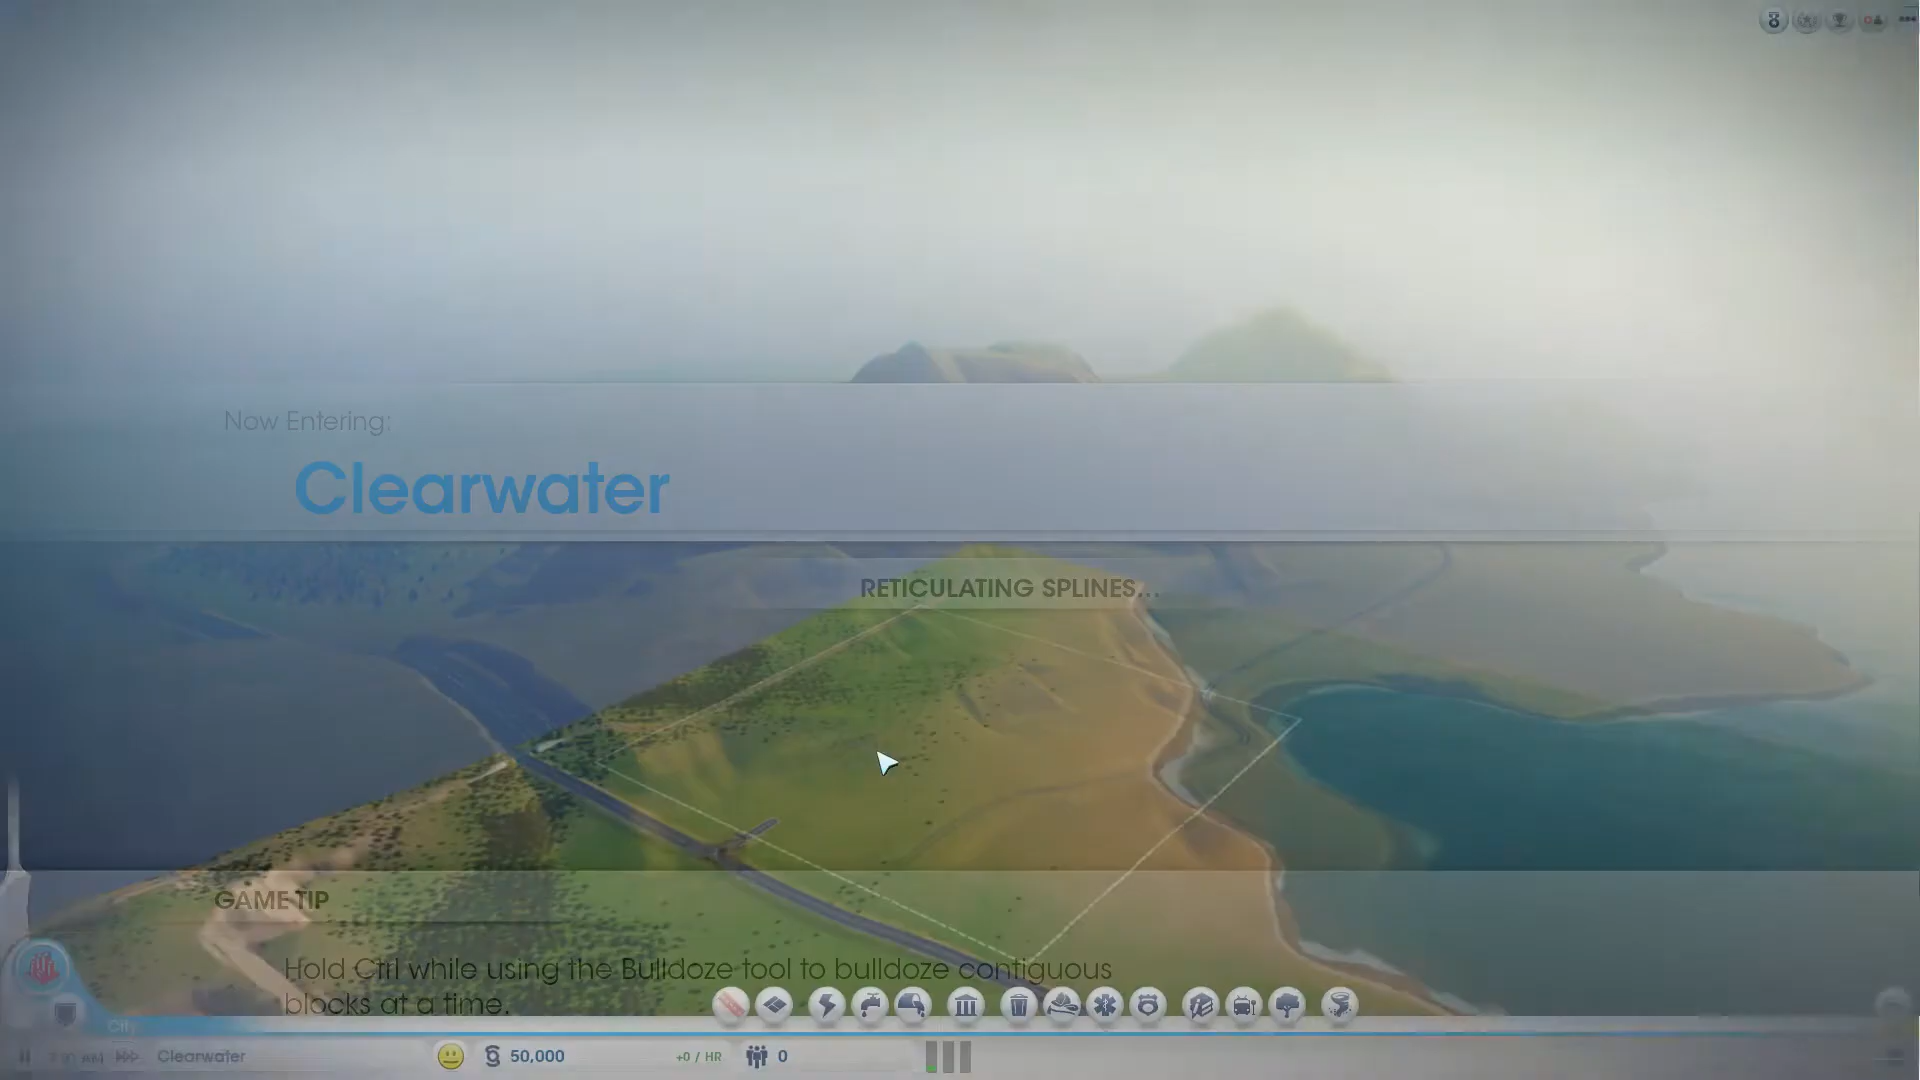 Now Entering:
Clearwater
RETICULATING SPLINES...
GAME TIP
Hold Ctrl while using the Bulldoze tool to bulldoze contiguous
blocks at a time.
City
Clearwater
50,000
+0 / HR
0